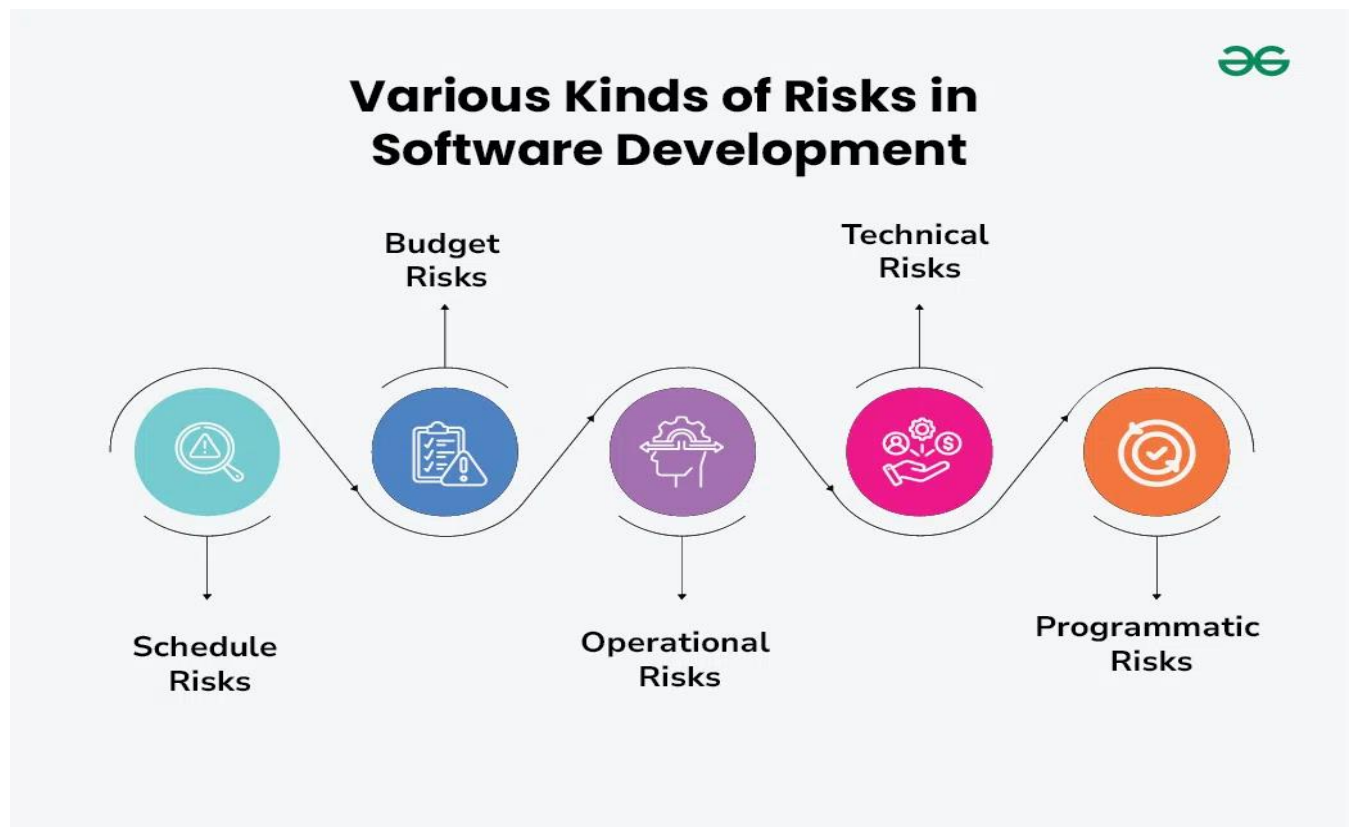 Various Kinds of Risks in
Software Development
Budget
Risks
Technical
Risks
Schedule
Risks
Operational
Risks
Programmatic
Risks